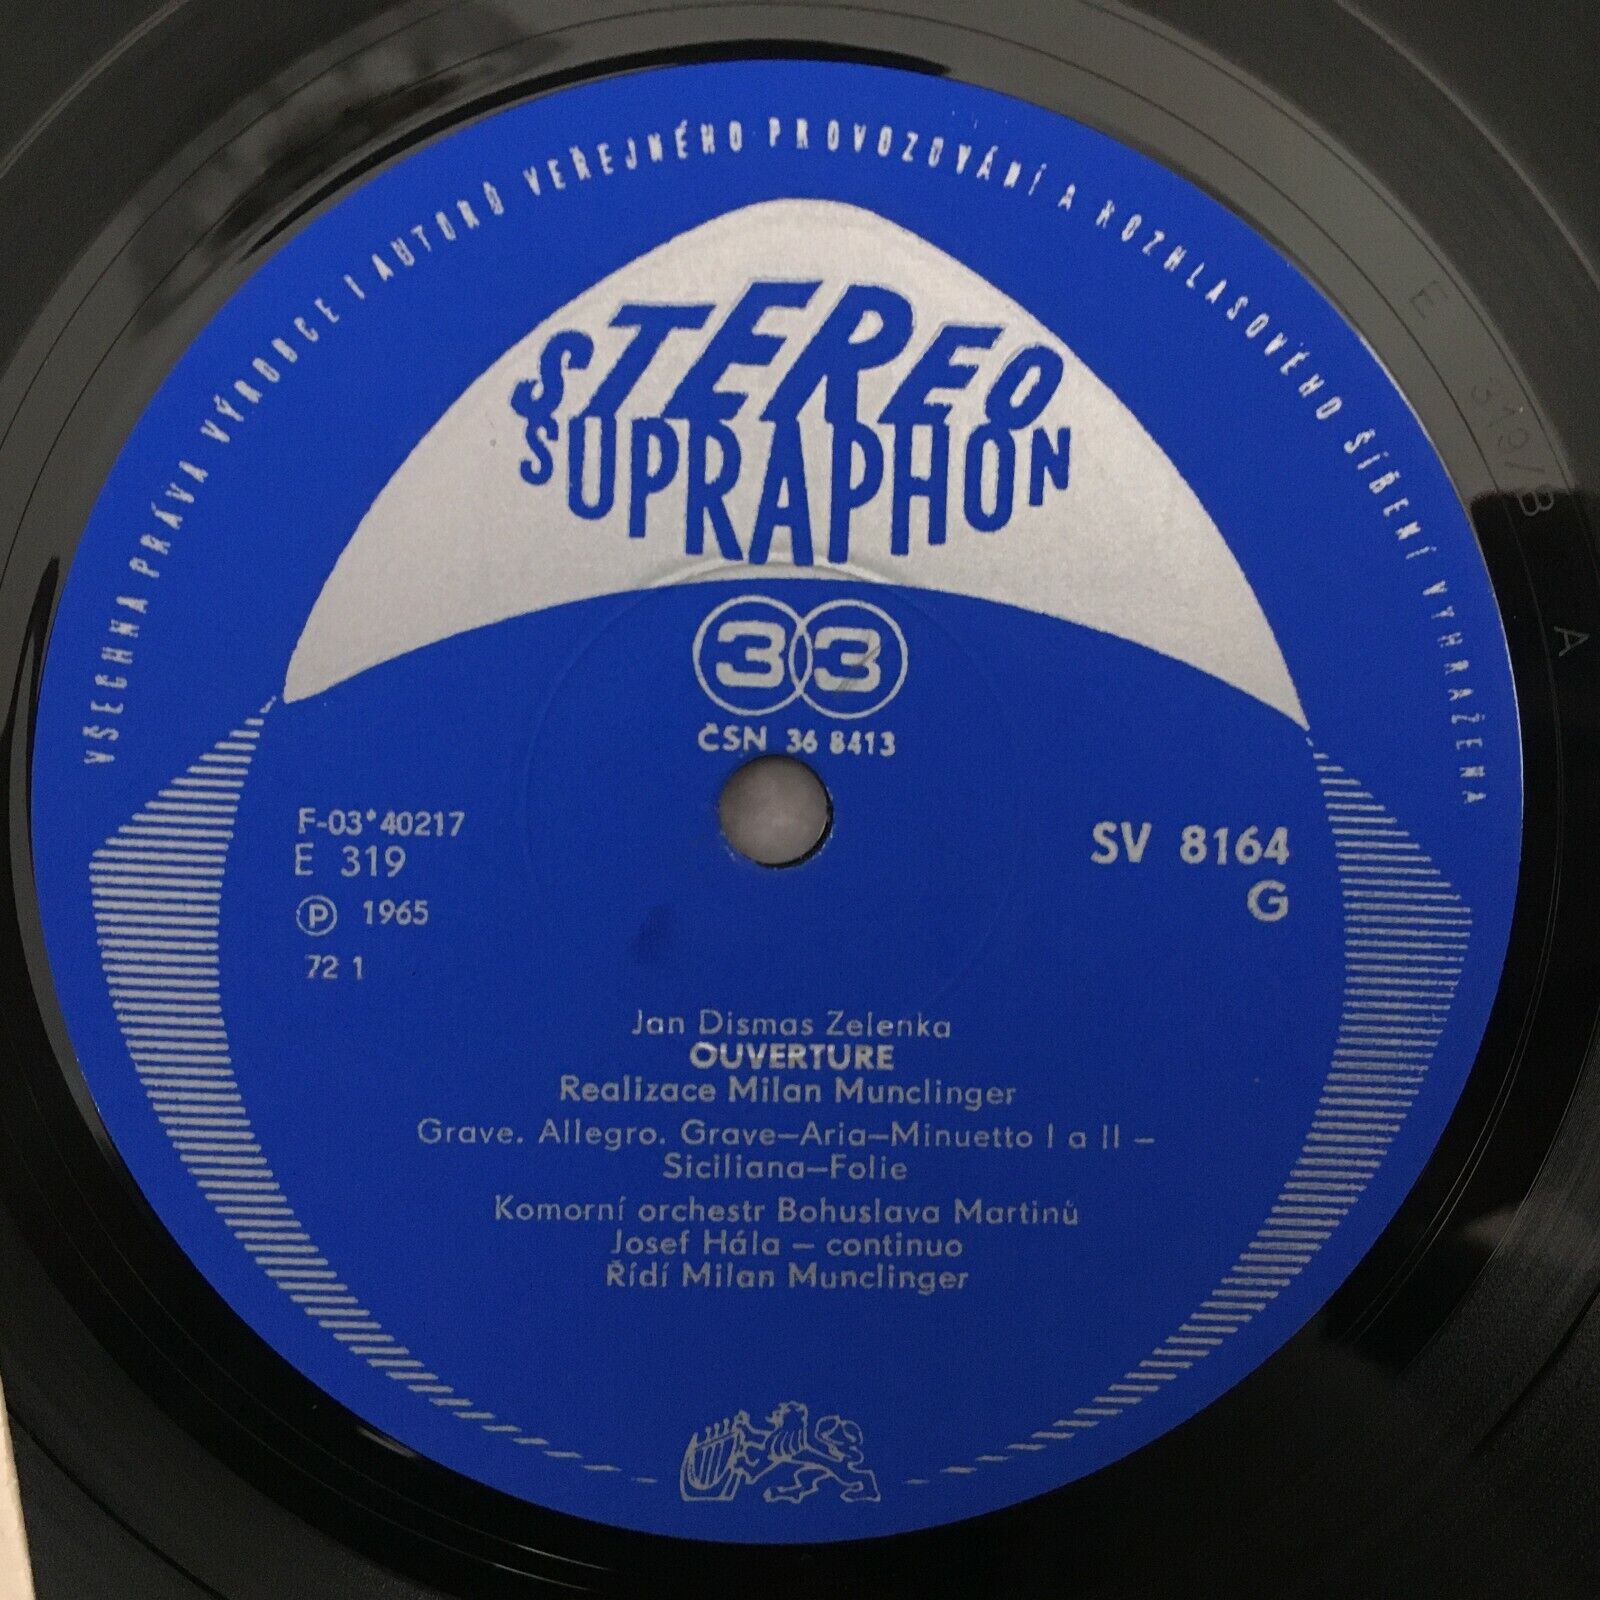 VŠECHNA PRÁVA VÝROBCE I AUTORŮ VEŘEJNÉHO PROVOZOVÁNÍ A ROZHLASOVÉHO ŠÍŘENÍ VYHRAŽENA
STEREO
SUPRAPHON
33
ČSN 36 8413
F-03*40217
E 319
Ⓟ 1965
72 1
SV 8164
G
Jan Dismas Zelenka
OUVERTURE
Realizace Milan Munclinger
Grave. Allegro. Grave—Aria—Minuetto I a II —
Siciliana—Folie
Komorní orchestr Bohuslava Martinů
Josef Hála — continuo
Řídí Milan Munclinger
E 319/B A